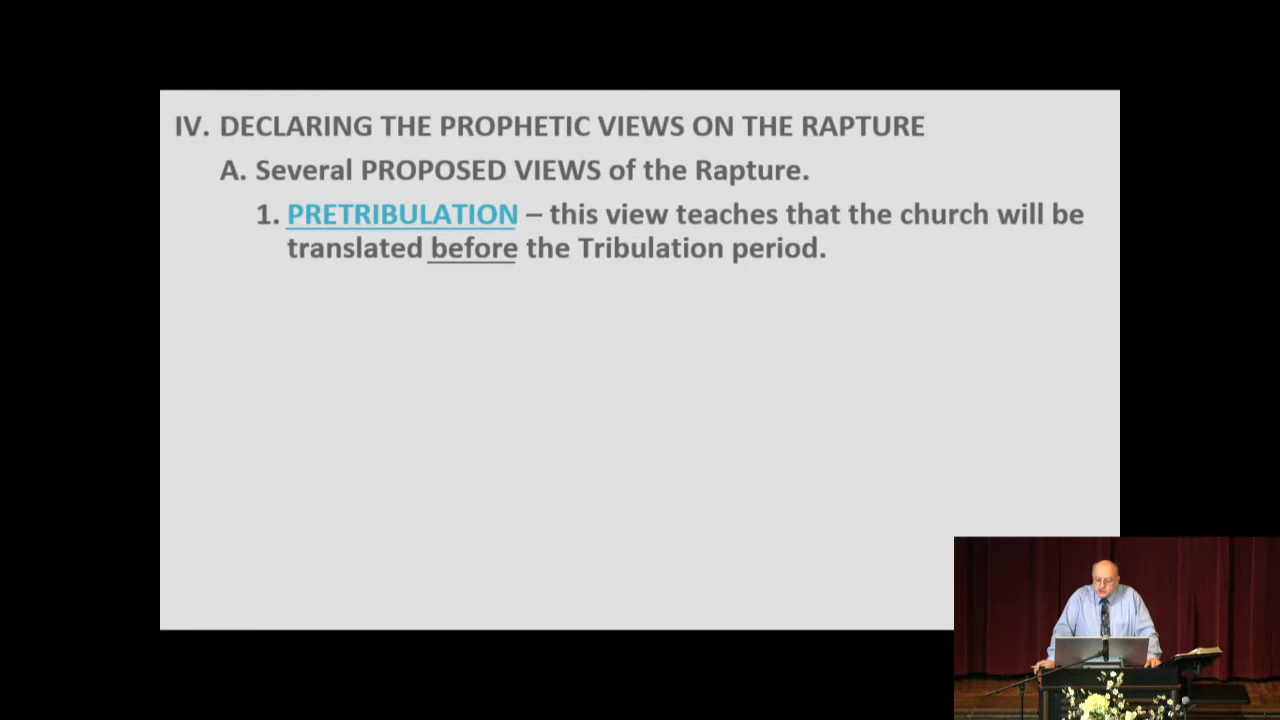 IV. DECLARING THE PROPHETIC VIEWS ON THE RAPTURE
A. Several PROPOSED VIEWS of the Rapture.
1. PRETRIBULATION – this view teaches that the church will be
translated before the Tribulation period.